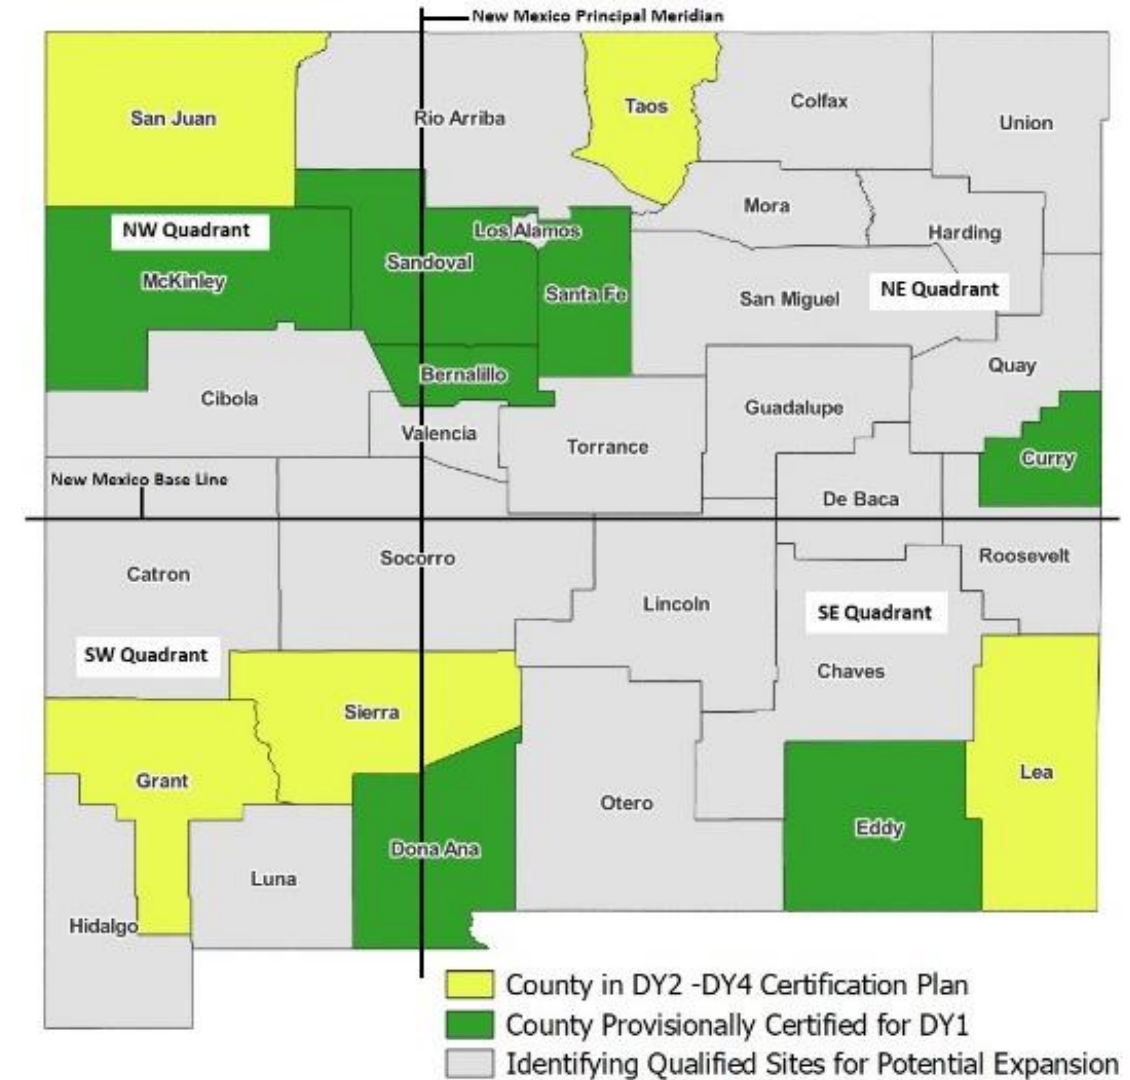 New Mexico Principal Meridian
San Juan
Rio Arriba
Taos
Colfax
Union
NW Quadrant
McKinley
Sandoval
Los Alamos
Santa Fe
Mora
Harding
San Miguel
NE Quadrant
Bernalillo
Cibola
Valencia
Torrance
Guadalupe
Quay
Curry
New Mexico Base Line
De Baca
Catron
Socorro
Lincoln
Roosevelt
SE Quadrant
SW Quadrant
Chaves
Sierra
Grant
Lea
Otero
Eddy
Dona Ana
Luna
Hidalgo
County in DY2 -DY4 Certification Plan
County Provisionally Certified for DY1
Identifying Qualified Sites for Potential Expansion